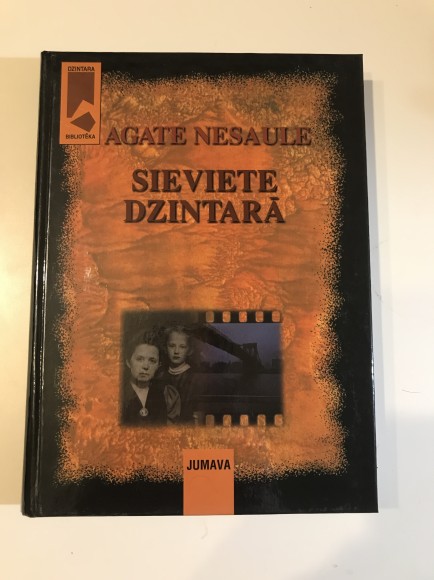 DZINTARA
BIBLIOTĒKA
AGATE NESAULE
SIEVIETE
DZINTARĀ
JUMAVA